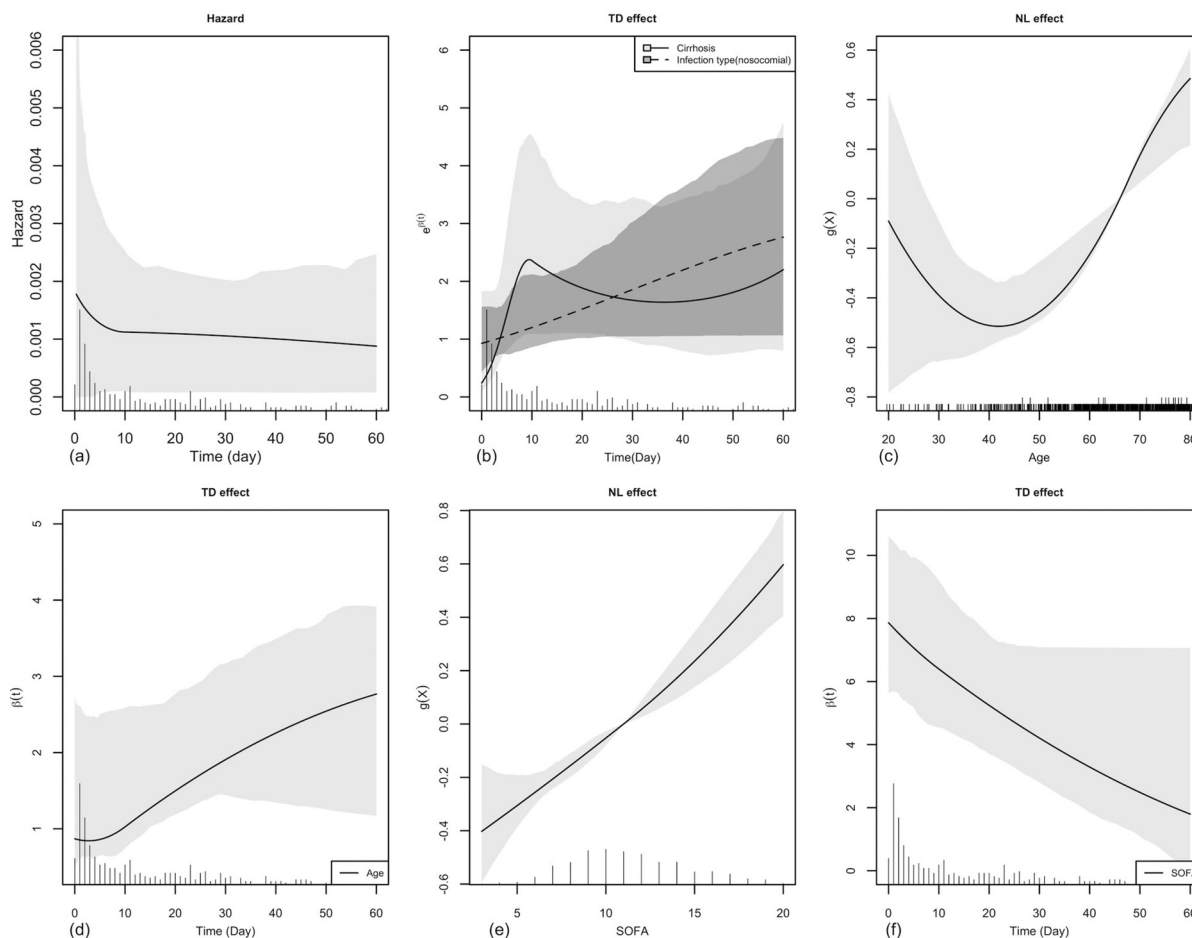 Hazard
Hazard
0.000 0.001 0.002 0.003 0.004 0.005 0.006
0 10 20 30 40 50 60
(a) Time (day)
TD effect
Cirrhosis
Infection type(nosocomial)
e^β(t)
0 1 2 3 4 5 6
0 10 20 30 40 50 60
(b) Time(Day)
NL effect
g(X)
-0.8 -0.6 -0.4 -0.2 0.0 0.2 0.4 0.6
20 30 40 50 60 70 80
(c) Age
TD effect
β(t)
1 2 3 4 5
Age
0 10 20 30 40 50 60
(d) Time (Day)
NL effect
g(X)
-0.6 -0.4 -0.2 0.0 0.2 0.4 0.6 0.8
5 10 15 20
(e) SOFA
TD effect
β(t)
0 2 4 6 8 10
SOFA
0 10 20 30 40 50 60
(f) Time (Day)